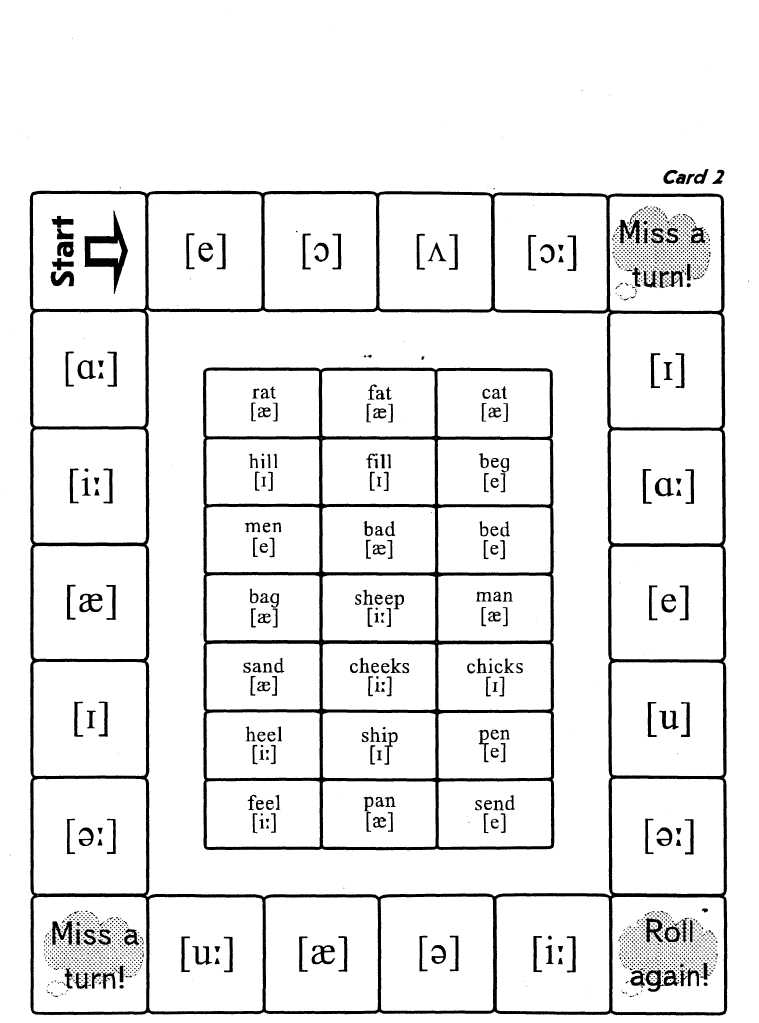 Card 2
Start
[e]
[ɔ]
[ʌ]
[ɔː]
Miss a
turn!
[ɑː]
[ɪ]
rat
[æ]
fat
[æ]
cat
[æ]
hill
[ɪ]
fill
[ɪ]
beg
[e]
[iː]
[ɑː]
men
[e]
bad
[æ]
bed
[e]
[æ]
[e]
bag
[æ]
sheep
[iː]
man
[æ]
sand
[æ]
cheeks
[iː]
chicks
[ɪ]
[ɪ]
[u]
heel
[iː]
ship
[ɪ]
pen
[e]
feel
[iː]
pan
[æ]
send
[e]
[əː]
[əː]
Miss a
turn!
[uː]
[æ]
[ə]
[iː]
Roll
again!